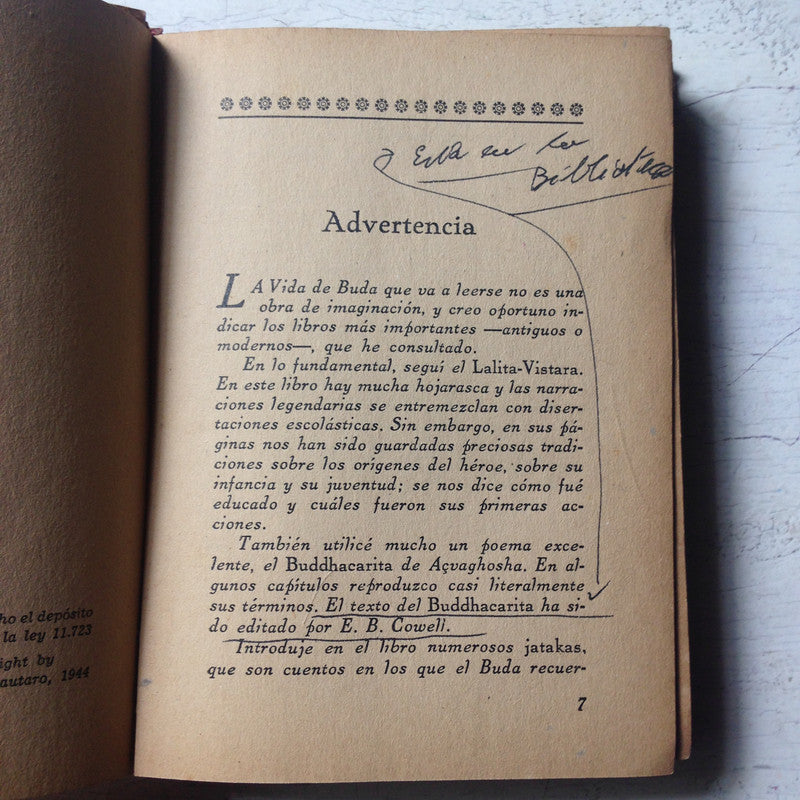 Está en la
Biblioteca
Advertencia
LA Vida de Buda que va a leerse no es una
obra de imaginación, y creo oportuno in-
dicar los libros más importantes —antiguos o
modernos—, que he consultado.
En lo fundamental, seguí el Lalita-Vistara.
En este libro hay mucha hojarasca y las narra-
ciones legendarias se entremezclan con diser-
taciones escolásticas. Sin embargo, en sus pá-
ginas nos han sido guardadas preciosas tradi-
ciones sobre los orígenes del héroe, sobre su
infancia y su juventud; se nos dice cómo fué
educado y cuáles fueron sus primeras ac-
ciones.
También utilicé mucho un poema exce-
lente, el Buddhacarita de Açvaghosha. En al-
gunos capítulos reproduzco casi literalmente
sus términos. El texto del Buddhacarita ha si-
do editado por E. B. Cowell.
Introduje en el libro numerosos jatakas,
que son cuentos en los que el Buda recuer-
7
ho el depósito
la ley 11.723
ight by
autaro, 1944